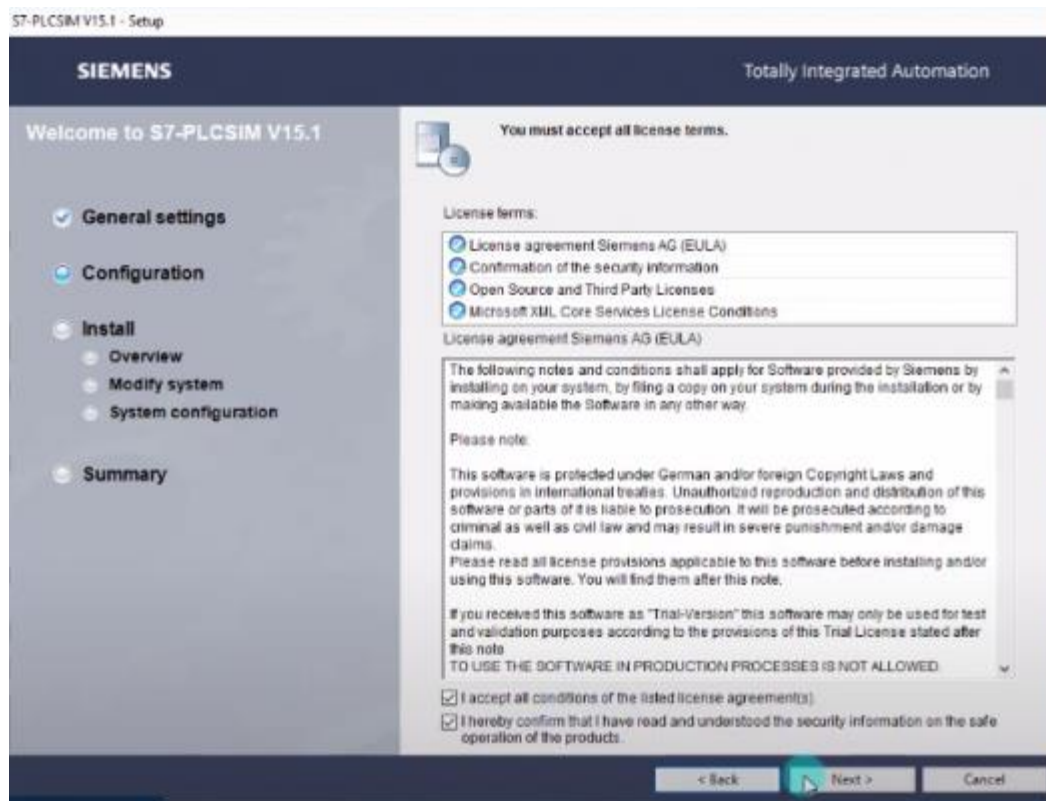 S7-PLCSIM V15.1 - Setup
SIEMENS
Totally Integrated Automation
Welcome to S7-PLCSIM V15.1
General settings
Configuration
Install
Overview
Modify system
System configuration
Summary
You must accept all license terms.
License terms:
License agreement Siemens AG (EULA)
Confirmation of the security information
Open Source and Third Party Licenses
Microsoft XML Core Services License Conditions
License agreement Siemens AG (EULA)
The following notes and conditions shall apply for Software provided by Siemens by
installing on your system, by filing a copy on your system during the installation or by
making available the Software in any other way.
Please note:
This software is protected under German and/or foreign Copyright Laws and
provisions in international treaties. Unauthorized reproduction and distribution of this
software or parts of it is liable to prosecution. It will be prosecuted according to
criminal as well as civil law and may result in severe punishment and/or damage
claims.
Please read all license provisions applicable to this software before installing and/or
using this software. You will find them after this note.
If you received this software as "Trial-Version" this software may only be used for test
and validation purposes according to the provisions of this Trial License stated after
this note
TO USE THE SOFTWARE IN PRODUCTION PROCESSES IS NOT ALLOWED.
I accept all conditions of the listed license agreement(s)
I hereby confirm that I have read and understood the security information on the safe
operation of the products.
< Back
Next >
Cancel